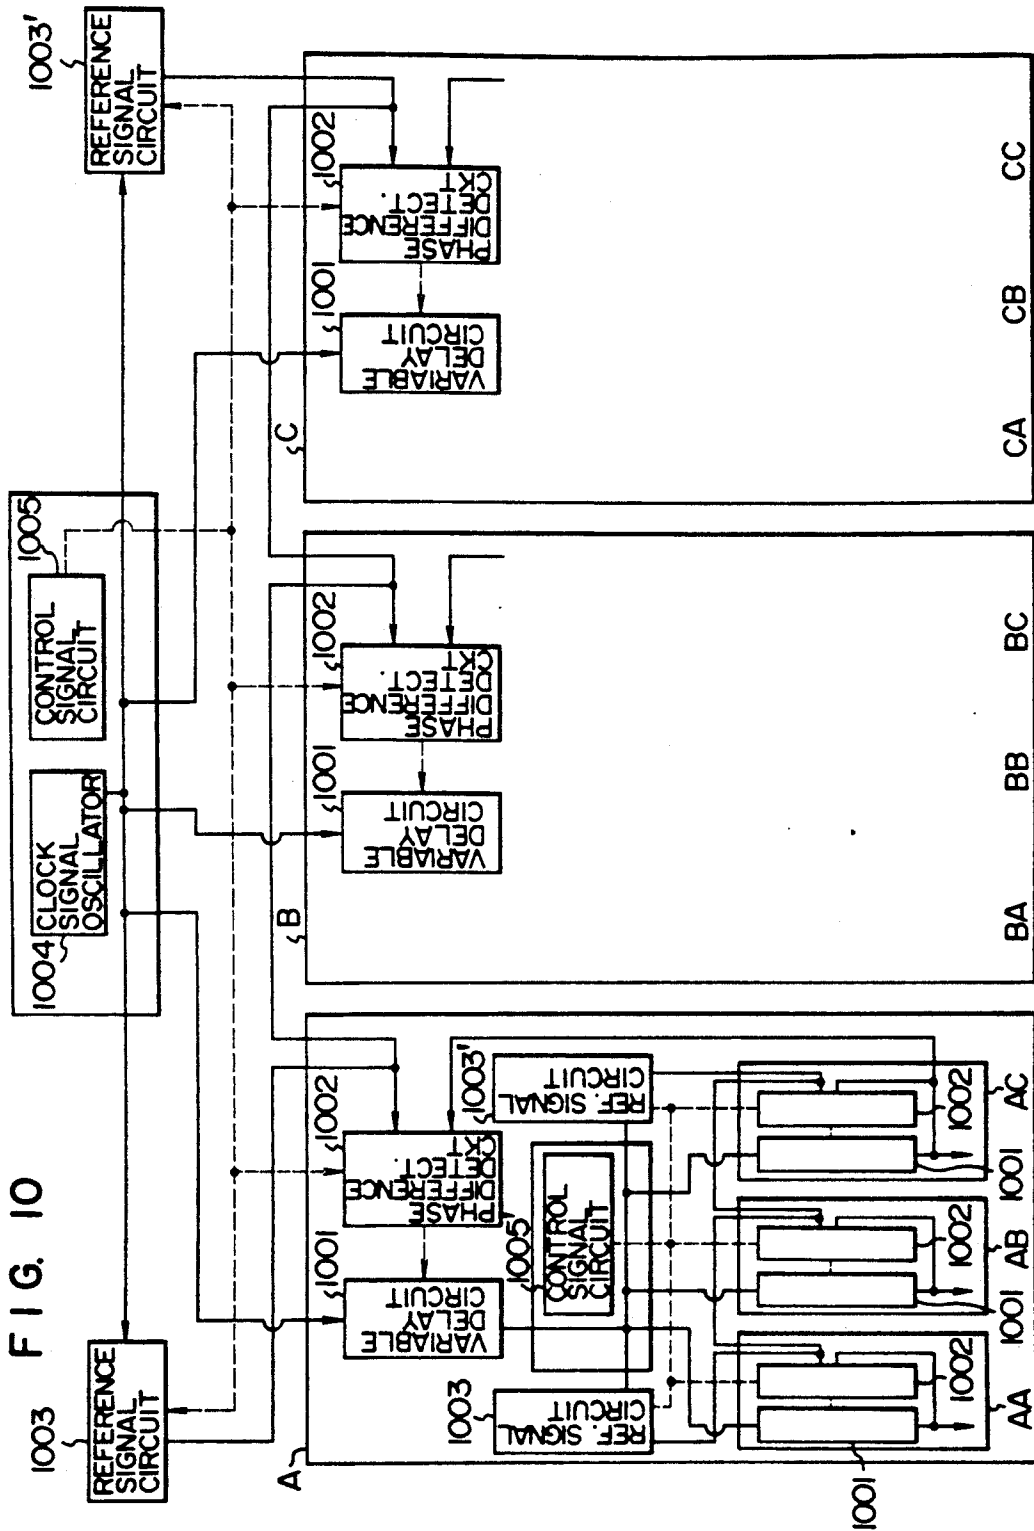 FIG. 10
1003
REFERENCE
SIGNAL
CIRCUIT
1004
CLOCK
SIGNAL
OSCILLATOR
CONTROL
SIGNAL
CIRCUIT
1005
1003'
REFERENCE
SIGNAL
CIRCUIT
A
1001
VARIABLE
DELAY
CIRCUIT
1002
PHASE
DIFFERENCE
DETECT.
CKT
1003
REF. SIGNAL
CIRCUIT
1005
CONTROL
SIGNAL
CIRCUIT
1003'
REF. SIGNAL
CIRCUIT
1001
1002
AA
1001
1002
AB
1001
1002
AC
B
1001
VARIABLE
DELAY
CIRCUIT
1002
PHASE
DIFFERENCE
DETECT.
CKT
BA
BB
BC
C
1001
VARIABLE
DELAY
CIRCUIT
1002
PHASE
DIFFERENCE
DETECT.
CKT
CA
CB
CC